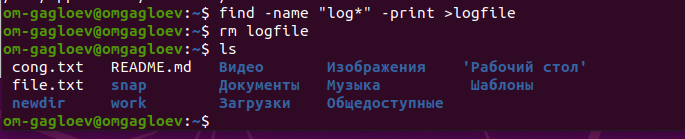 om-gagloev@omgagloev:~$ find -name "log*" -print >logfile
om-gagloev@omgagloev:~$ rm logfile
om-gagloev@omgagloev:~$ ls
cong.txt README.md Видео Изображения 'Рабочий стол'
file.txt snap Документы Музыка Шаблоны
newdir work Загрузки Общедоступные
om-gagloev@omgagloev:~$